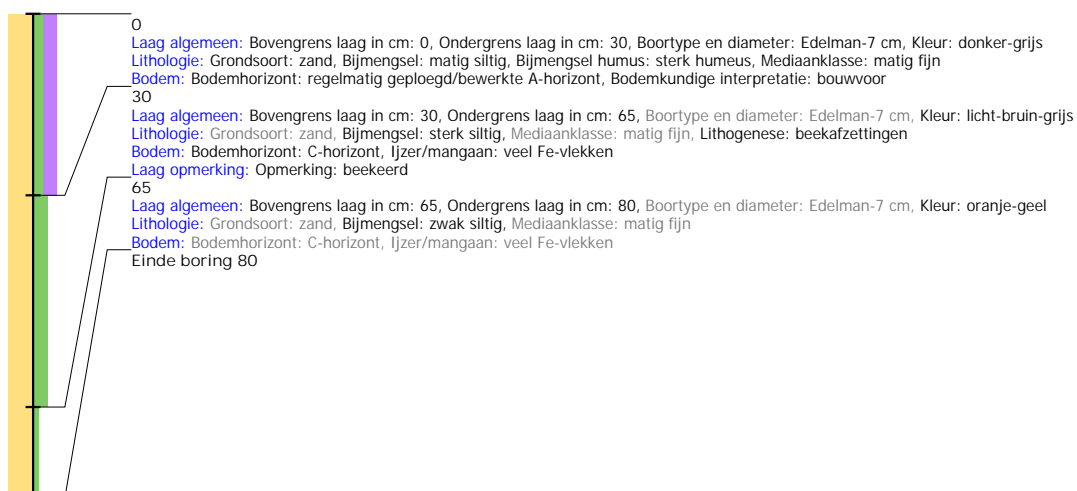 0
Laag algemeen: Bovengrens laag in cm: 0, Ondergrens laag in cm: 30, Boortype en diameter: Edelman-7 cm, Kleur: donker-grijs
Lithologie: Grondsoort: zand, Bijmengsel: matig siltig, Bijmengsel humus: sterk humeus, Mediaanklasse: matig fijn
Bodem: Bodemhorizont: regelmatig geploegd/bewerkte A-horizont, Bodemkundige interpretatie: bouwvoor
30
Laag algemeen: Bovengrens laag in cm: 30, Ondergrens laag in cm: 65, Boortype en diameter: Edelman-7 cm, Kleur: licht-bruin-grijs
Lithologie: Grondsoort: zand, Bijmengsel: sterk siltig, Mediaanklasse: matig fijn, Lithogenese: beekafzettingen
Bodem: Bodemhorizont: C-horizont, Ijzer/mangaan: veel Fe-vlekken
Laag opmerking: Opmerking: beekeerd
65
Laag algemeen: Bovengrens laag in cm: 65, Ondergrens laag in cm: 80, Boortype en diameter: Edelman-7 cm, Kleur: oranje-geel
Lithologie: Grondsoort: zand, Bijmengsel: zwak siltig, Mediaanklasse: matig fijn
Bodem: Bodemhorizont: C-horizont, Ijzer/mangaan: veel Fe-vlekken
Einde boring 80